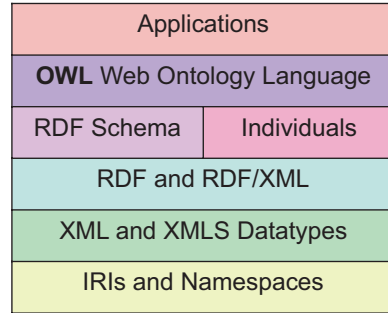 Applications
OWL Web Ontology Language
RDF Schema
Individuals
RDF and RDF/XML
XML and XMLS Datatypes
IRIs and Namespaces